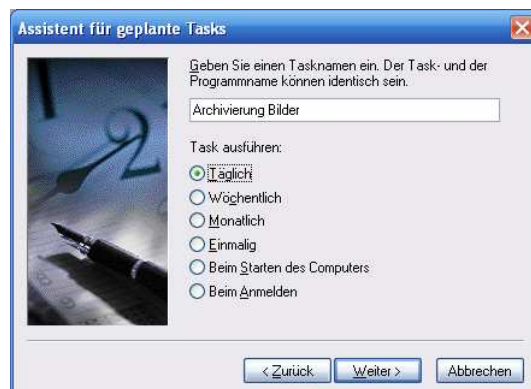 Assistent für geplante Tasks
Geben Sie einen Tasknamen ein. Der Task- und der
Programmname können identisch sein.
Archivierung Bilder
Task ausführen:
Täglich
Wöchentlich
Monatlich
Einmalig
Beim Starten des Computers
Beim Anmelden
< Zurück
Weiter >
Abbrechen